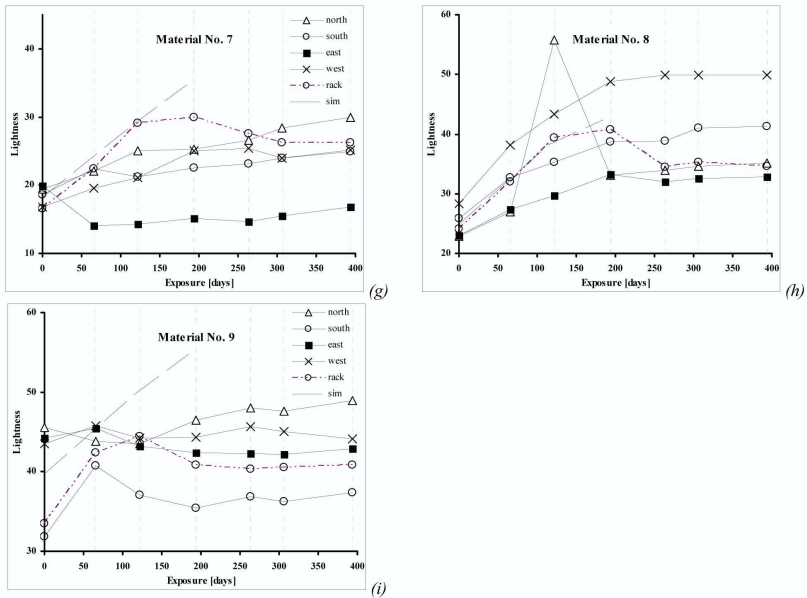 Material No. 7
north
south
east
west
rack
sim
Lightness
40
30
20
10
0
50
100
150
200
250
300
350
400
Exposure [days]
(g)
Material No. 8
Lightness
60
50
40
30
20
0
50
100
150
200
250
300
350
400
Exposure [days]
(h)
Material No. 9
north
south
east
west
rack
sim
Lightness
60
50
40
30
0
50
100
150
200
250
300
350
400
Exposure [days]
(i)